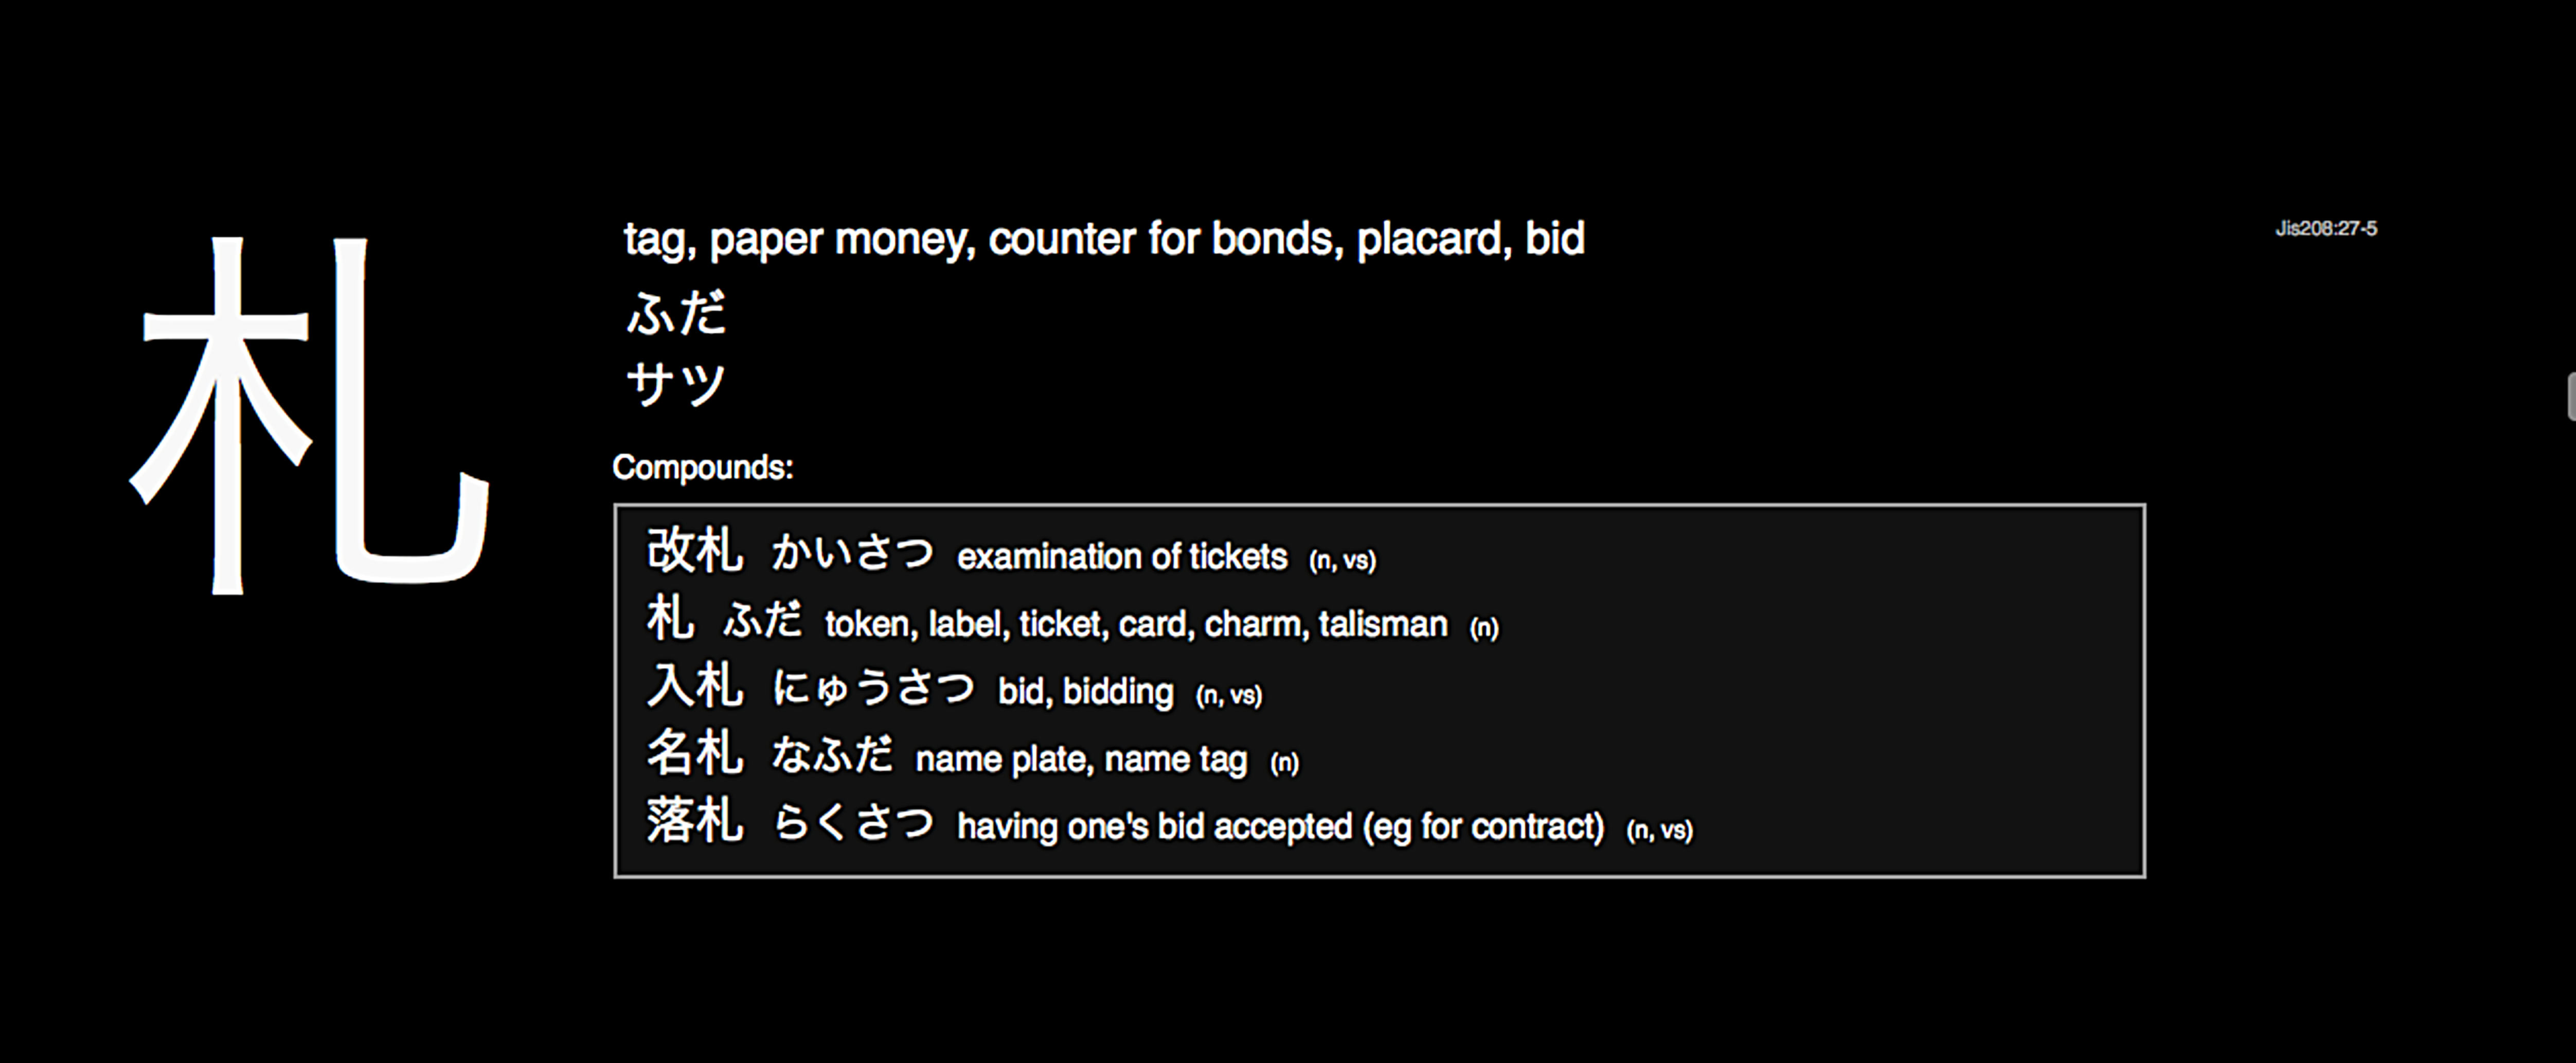 札
tag, paper money, counter for bonds, placard, bid
Jis208:27-5
ふだ
サツ
Compounds:
改札 かいさつ examination of tickets (n, vs)
札 ふだ token, label, ticket, card, charm, talisman (n)
入札 にゅうさつ bid, bidding (n, vs)
名札 なふだ name plate, name tag (n)
落札 らくさつ having one's bid accepted (eg for contract) (n, vs)